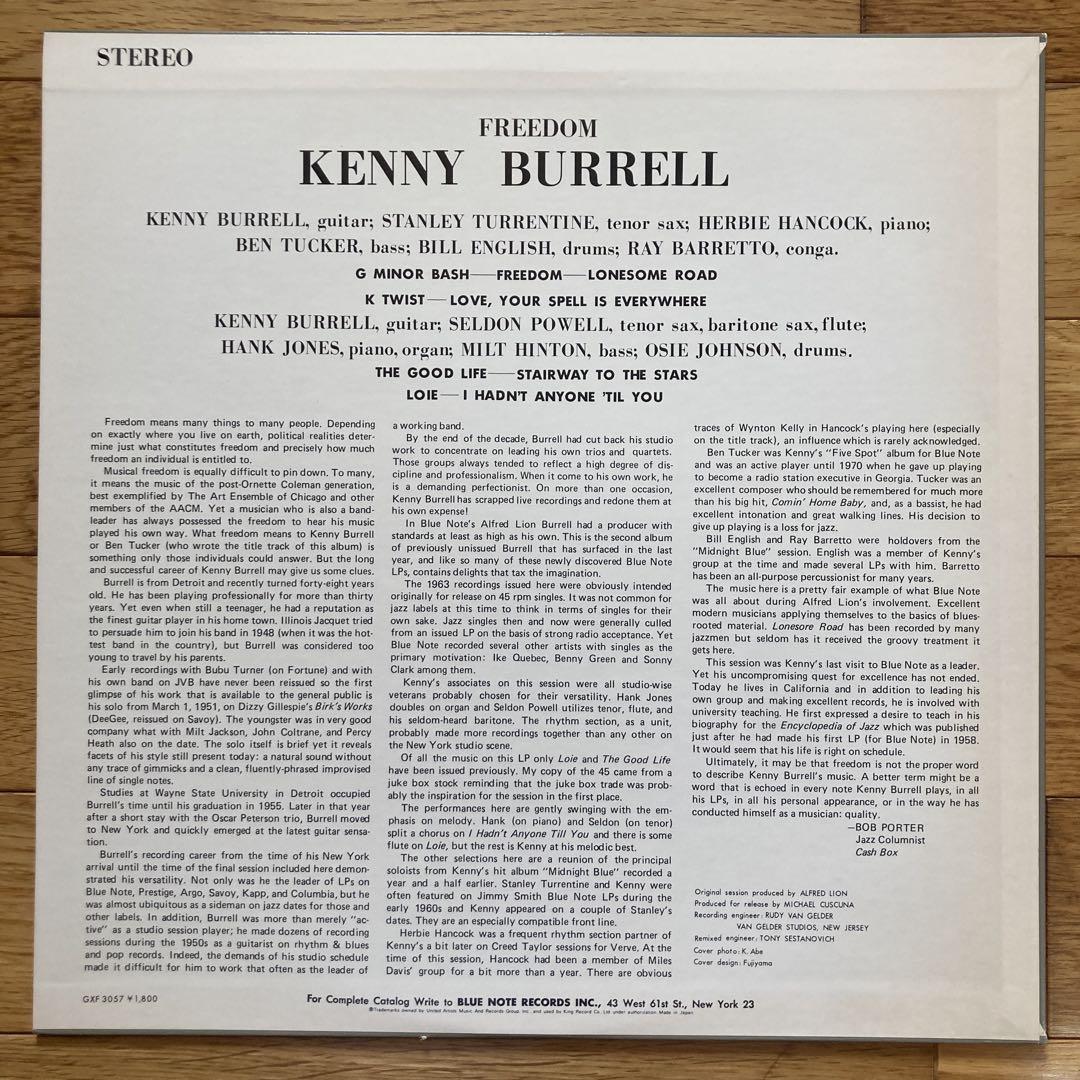 STEREO
FREEDOM
KENNY BURRELL
KENNY BURRELL, guitar; STANLEY TURRENTINE, tenor sax; HERBIE HANCOCK, piano;
BEN TUCKER, bass; BILL ENGLISH, drums; RAY BARRETTO, conga.
G MINOR BASH—FREEDOM—LONESOME ROAD
K TWIST—LOVE, YOUR SPELL IS EVERYWHERE
KENNY BURRELL, guitar; SELDON POWELL, tenor sax, baritone sax, flute;
HANK JONES, piano, organ; MILT HINTON, bass; OSIE JOHNSON, drums.
THE GOOD LIFE—STAIRWAY TO THE STARS
LOIE—I HADN'T ANYONE 'TIL YOU
Freedom means many things to many people. Depending
on exactly where you live on earth, political realities deter-
mine just what constitutes freedom and precisely how much
freedom an individual is entitled to.
Musical freedom is equally difficult to pin down. To many,
it means the music of the post-Ornette Coleman generation,
best exemplified by The Art Ensemble of Chicago and other
members of the AACM. Yet a musician who is also a band-
leader has always possessed the freedom to hear his music
played his own way. What freedom means to Kenny Burrell
or Ben Tucker (who wrote the title track of this album) is
something only those individuals could answer. But the long
and successful career of Kenny Burrell may give us some clues.
Burrell is from Detroit and recently turned forty-eight years
old. He has been playing professionally for more than thirty
years. Yet even when still a teenager, he had a reputation as
the finest guitar player in his home town. Illinois Jacquet tried
to persuade him to join his band in 1948 (when it was the hot-
test band in the country), but Burrell was considered too
young to travel by his parents.
Early recordings with Bubu Turner (on Fortune) and with
his own band on JVB have never been reissued so the first
glimpse of his work that is available to the general public is
his solo from March 1, 1951, on Dizzy Gillespie's Birk's Works
(DeeGee, reissued on Savoy). The youngster was in very good
company what with Milt Jackson, John Coltrane, and Percy
Heath also on the date. The solo itself is brief yet it reveals
facets of his style still present today: a natural sound without
any trace of gimmicks and a clean, fluently-phrased improvised
line of single notes.
Studies at Wayne State University in Detroit occupied
Burrell's time until his graduation in 1955. Later in that year
after a short stay with the Oscar Peterson trio, Burrell moved
to New York and quickly emerged at the latest guitar sensa-
tion.
Burrell's recording career from the time of his New York
arrival until the time of the final session included here demon-
strated his versatility. Not only was he the leader of LPs on
Blue Note, Prestige, Argo, Savoy, Kapp, and Columbia, but he
was almost ubiquitous as a sideman on jazz dates for those and
other labels. In addition, Burrell was more than merely "ac-
tive" as a studio session player; he made dozens of recording
sessions during the 1950s as a guitarist on rhythm & blues
and pop records. Indeed, the demands of his studio schedule
made it difficult for him to work that often as the leader of
a working band.
By the end of the decade, Burrell had cut back his studio
work to concentrate on leading his own trios and quartets.
Those groups always tended to reflect a high degree of dis-
cipline and professionalism. When it come to his own work, he
is a demanding perfectionist. On more than one occasion,
Kenny Burrell has scrapped live recordings and redone them at
his own expense!
In Blue Note's Alfred Lion Burrell had a producer with
standards at least as high as his own. This is the second album
of previously unissued Burrell that has surfaced in the last
year, and like so many of these newly discovered Blue Note
LPs, contains delights that tax the imagination.
The 1963 recordings issued here were obviously intended
originally for release on 45 rpm singles. It was not common for
jazz labels at this time to think in terms of singles for their
own sake. Jazz singles then and now were generally culled
from an issued LP on the basis of strong radio acceptance. Yet
Blue Note recorded several other artists with singles as the
primary motivation: Ike Quebec, Benny Green and Sonny
Clark among them.
Kenny's associates on this session were all studio-wise
veterans probably chosen for their versatility. Hank Jones
doubles on organ and Seldon Powell utilizes tenor, flute, and
his seldom-heard baritone. The rhythm section, as a unit,
probably made more recordings together than any other on
the New York studio scene.
Of all the music on this LP only Loie and The Good Life
have been issued previously. My copy of the 45 came from a
juke box stock reminding that the juke box trade was prob-
ably the inspiration for the session in the first place.
The performances here are gently swinging with the em-
phasis on melody. Hank (on piano) and Seldon (on tenor)
split a chorus on I Hadn't Anyone Till You and there is some
flute on Loie, but the rest is Kenny at his melodic best.
The other selections here are a reunion of the principal
soloists from Kenny's hit album "Midnight Blue" recorded a
year and a half earlier. Stanley Turrentine and Kenny were
often featured on Jimmy Smith Blue Note LPs during the
early 1960s and Kenny appeared on a couple of Stanley's
dates. They are an especially compatible front line.
Herbie Hancock was a frequent rhythm section partner of
Kenny's a bit later on Creed Taylor sessions for Verve. At the
time of this session, Hancock had been a member of Miles
Davis' group for a bit more than a year. There are obvious
traces of Wynton Kelly in Hancock's playing here (especially
on the title track), an influence which is rarely acknowledged.
Ben Tucker was Kenny's "Five Spot" album for Blue Note
and was an active player until 1970 when he gave up playing
to become a radio station executive in Georgia. Tucker was an
excellent composer who should be remembered for much more
than his big hit, Comin' Home Baby, and, as a bassist, he had
excellent intonation and great walking lines. His decision to
give up playing is a loss for jazz.
Bill English and Ray Barretto were holdovers from the
"Midnight Blue" session. English was a member of Kenny's
group at the time and made several LPs with him. Barretto
has been an all-purpose percussionist for many years.
The music here is a pretty fair example of what Blue Note
was all about during Alfred Lion's involvement. Excellent
modern musicians applying themselves to the basics of blues-
rooted material. Lonesore Road has been recorded by many
jazzmen but seldom has it received the groovy treatment it
gets here.
This session was Kenny's last visit to Blue Note as a leader.
Yet his uncompromising quest for excellence has not ended.
Today he lives in California and in addition to leading his
own group and making excellent records, he is involved with
university teaching. He first expressed a desire to teach in his
biography for the Encyclopedia of Jazz which was published
just after he had made his first LP (for Blue Note) in 1958.
It would seem that his life is right on schedule.
Ultimately, it may be that freedom is not the proper word
to describe Kenny Burrell's music. A better term might be a
word that is echoed in every note Kenny Burrell plays, in all
his LPs, in all his personal appearance, or in the way he has
conducted himself as a musician: quality.
—BOB PORTER
Jazz Columnist
Cash Box
Original session produced by ALFRED LION
Produced for release by MICHAEL CUSCUNA
Recording engineer: RUDY VAN GELDER
VAN GELDER STUDIOS, NEW JERSEY
Remixed engineer: TONY SESTANOVICH
Cover photo: K. Abe
Cover design: Fujiyama
GXF 3057 ¥1,800
For Complete Catalog Write to BLUE NOTE RECORDS INC., 43 West 61st St., New York 23
®Trademarks owned by United Artists Music And Records Group, Inc. and used by King Record Co. Ltd under authorization. Made in Japan